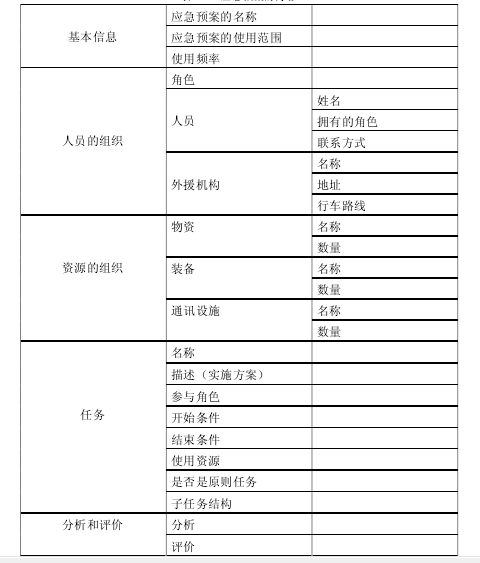 基本信息
应急预案的名称
应急预案的使用范围
使用频率
人员的组织
角色
人员
姓名
拥有的角色
联系方式
外援机构
名称
地址
行车路线
资源的组织
物资
名称
数量
装备
名称
数量
通讯设施
名称
数量
任务
名称
描述（实施方案）
参与角色
开始条件
结束条件
使用资源
是否是原则任务
子任务结构
分析和评价
分析
评价